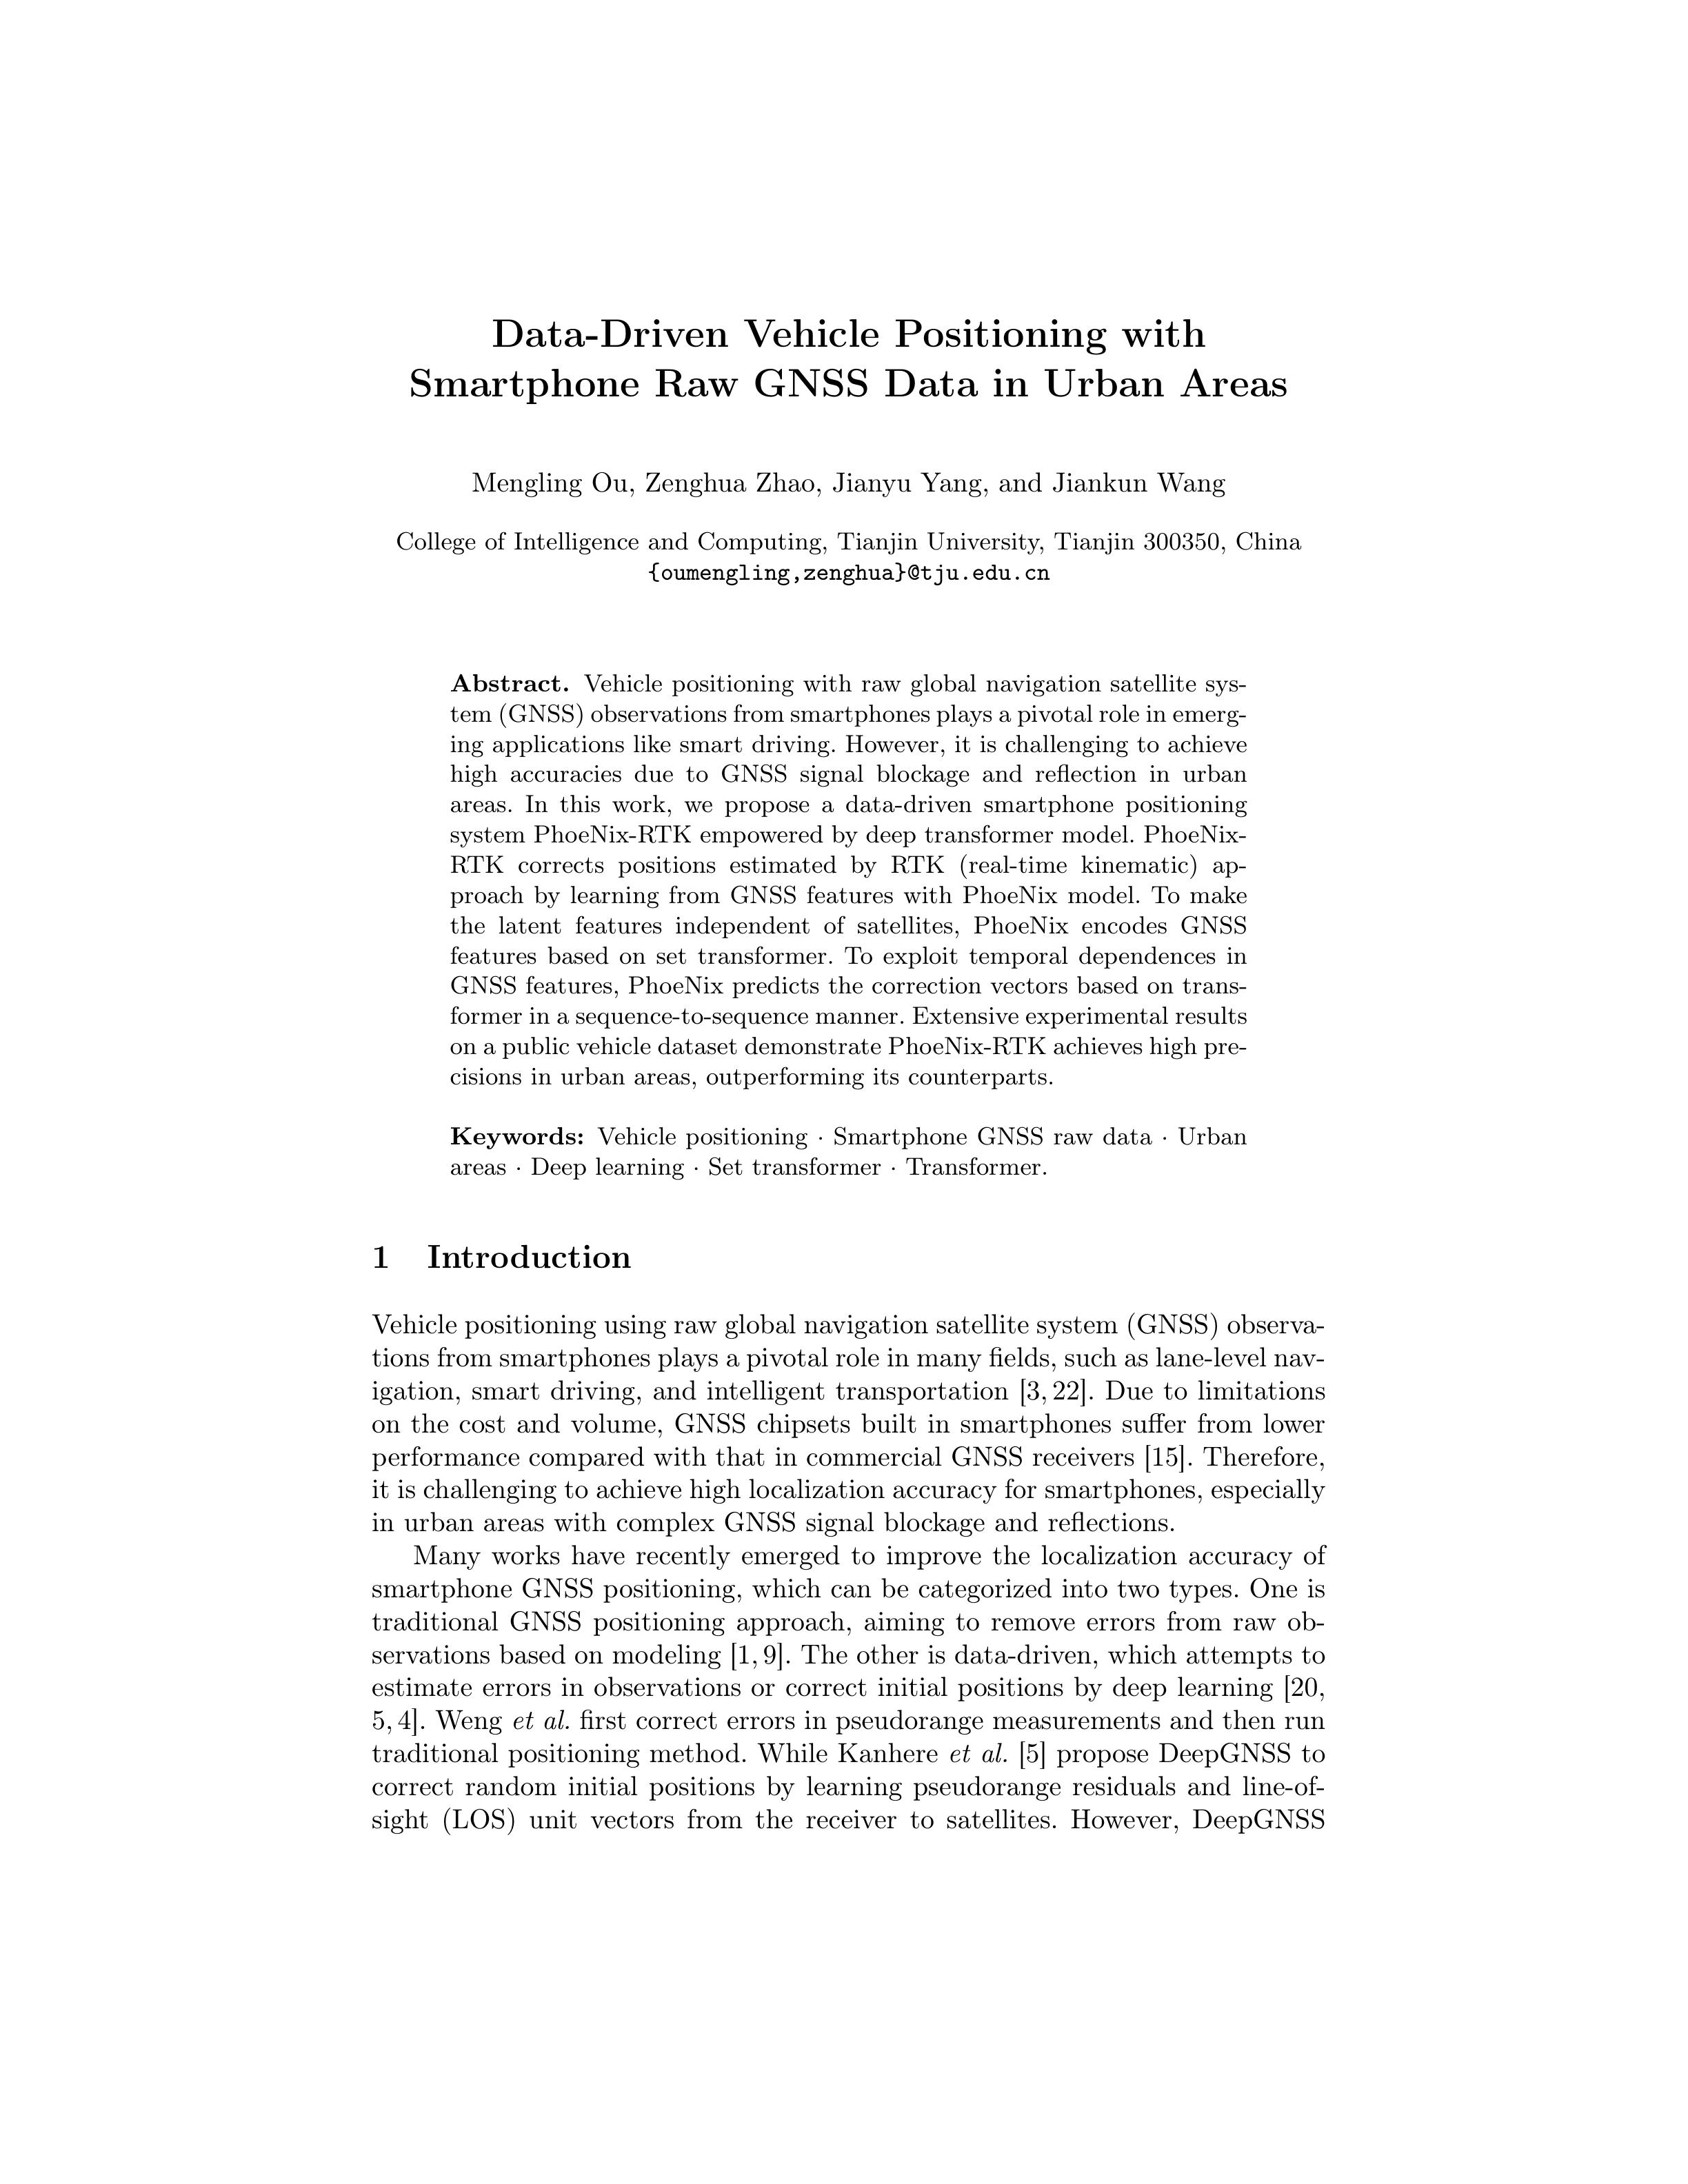 Data-Driven Vehicle Positioning with
Smartphone Raw GNSS Data in Urban Areas
Mengling Ou, Zenghua Zhao, Jianyu Yang, and Jiankun Wang
College of Intelligence and Computing, Tianjin University, Tianjin 300350, China
{oumengling,zenghua}@tju.edu.cn
Abstract. Vehicle positioning with raw global navigation satellite sys-
tem (GNSS) observations from smartphones plays a pivotal role in emerg-
ing applications like smart driving. However, it is challenging to achieve
high accuracies due to GNSS signal blockage and reflection in urban
areas. In this work, we propose a data-driven smartphone positioning
system PhoeNix-RTK empowered by deep transformer model. PhoeNix-
RTK corrects positions estimated by RTK (real-time kinematic) ap-
proach by learning from GNSS features with PhoeNix model. To make
the latent features independent of satellites, PhoeNix encodes GNSS
features based on set transformer. To exploit temporal dependences in
GNSS features, PhoeNix predicts the correction vectors based on trans-
former in a sequence-to-sequence manner. Extensive experimental results
on a public vehicle dataset demonstrate PhoeNix-RTK achieves high pre-
cisions in urban areas, outperforming its counterparts.
Keywords: Vehicle positioning · Smartphone GNSS raw data · Urban
areas · Deep learning · Set transformer · Transformer.
1 Introduction
Vehicle positioning using raw global navigation satellite system (GNSS) observa-
tions from smartphones plays a pivotal role in many fields, such as lane-level nav-
igation, smart driving, and intelligent transportation [3, 22]. Due to limitations
on the cost and volume, GNSS chipsets built in smartphones suffer from lower
performance compared with that in commercial GNSS receivers [15]. Therefore,
it is challenging to achieve high localization accuracy for smartphones, especially
in urban areas with complex GNSS signal blockage and reflections.
Many works have recently emerged to improve the localization accuracy of
smartphone GNSS positioning, which can be categorized into two types. One is
traditional GNSS positioning approach, aiming to remove errors from raw ob-
servations based on modeling [1, 9]. The other is data-driven, which attempts to
estimate errors in observations or correct initial positions by deep learning [20,
5, 4]. Weng et al. first correct errors in pseudorange measurements and then run
traditional positioning method. While Kanhere et al. [5] propose DeepGNSS to
correct random initial positions by learning pseudorange residuals and line-of-
sight (LOS) unit vectors from the receiver to satellites. However, DeepGNSS